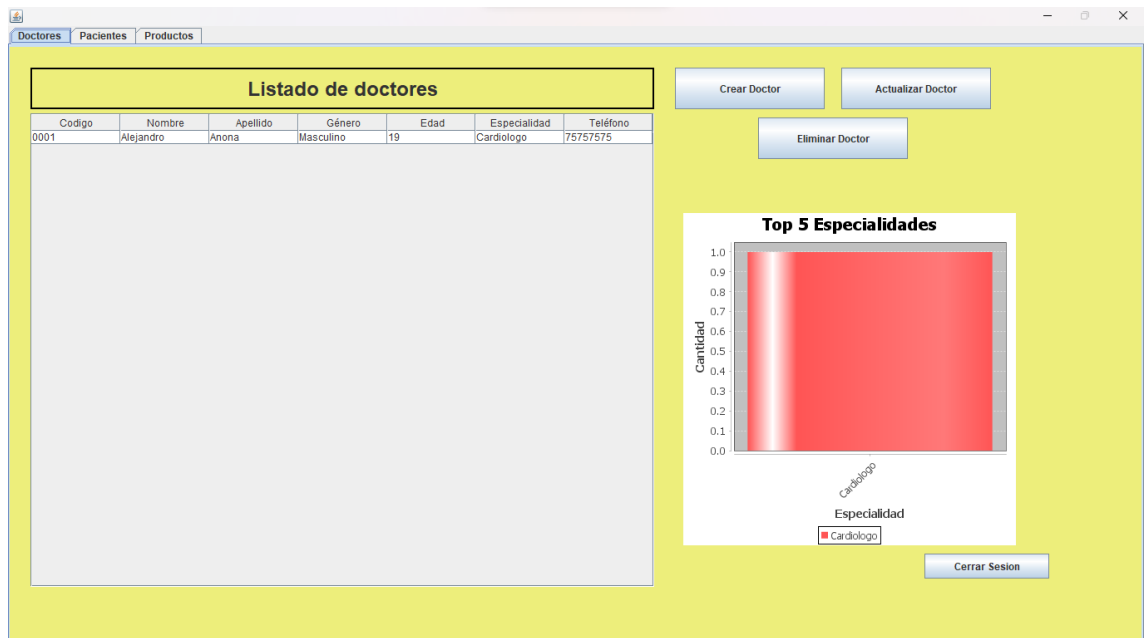 Doctores Pacientes Productos
Listado de doctores
Codigo Nombre Apellido Género Edad Especialidad Teléfono
0001 Alejandro Anona Masculino 19 Cardiologo 75757575
Crear Doctor Actualizar Doctor
Eliminar Doctor
Top 5 Especialidades
Cantidad
1.0
0.9
0.8
0.7
0.6
0.5
0.4
0.3
0.2
0.1
0.0
Cardiologo
Especialidad
Cardiologo
Cerrar Sesion